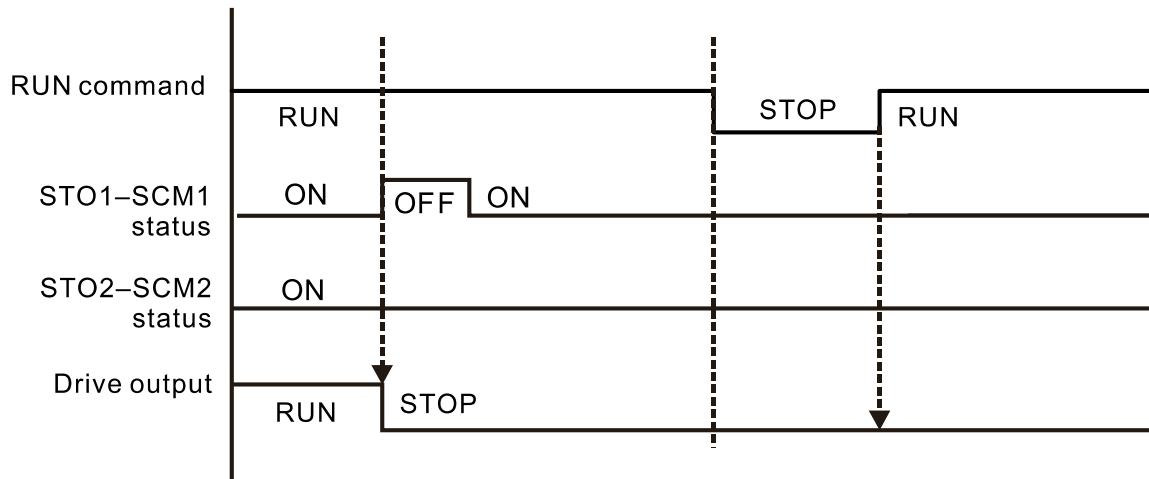 RUN command
RUN
STOP
RUN
STO1–SCM1
status
ON
OFF
ON
STO2–SCM2
status
ON
Drive output
RUN
STOP